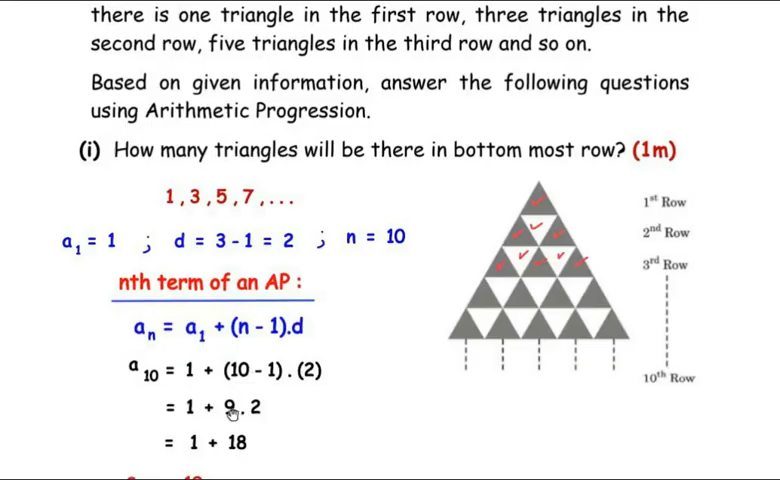 there is one triangle in the first row, three triangles in the
second row, five triangles in the third row and so on.
Based on given information, answer the following questions
using Arithmetic Progression.
(i) How many triangles will be there in bottom most row? (1m)
1 , 3 , 5 , 7 , . . .
a₁ = 1 ; d = 3 - 1 = 2 ; n = 10
nth term of an AP :
aₙ = a₁ + (n - 1).d
a₁₀ = 1 + (10 - 1) . (2)
= 1 + 9 . 2
= 1 + 18
1st Row
2nd Row
3rd Row
10th Row